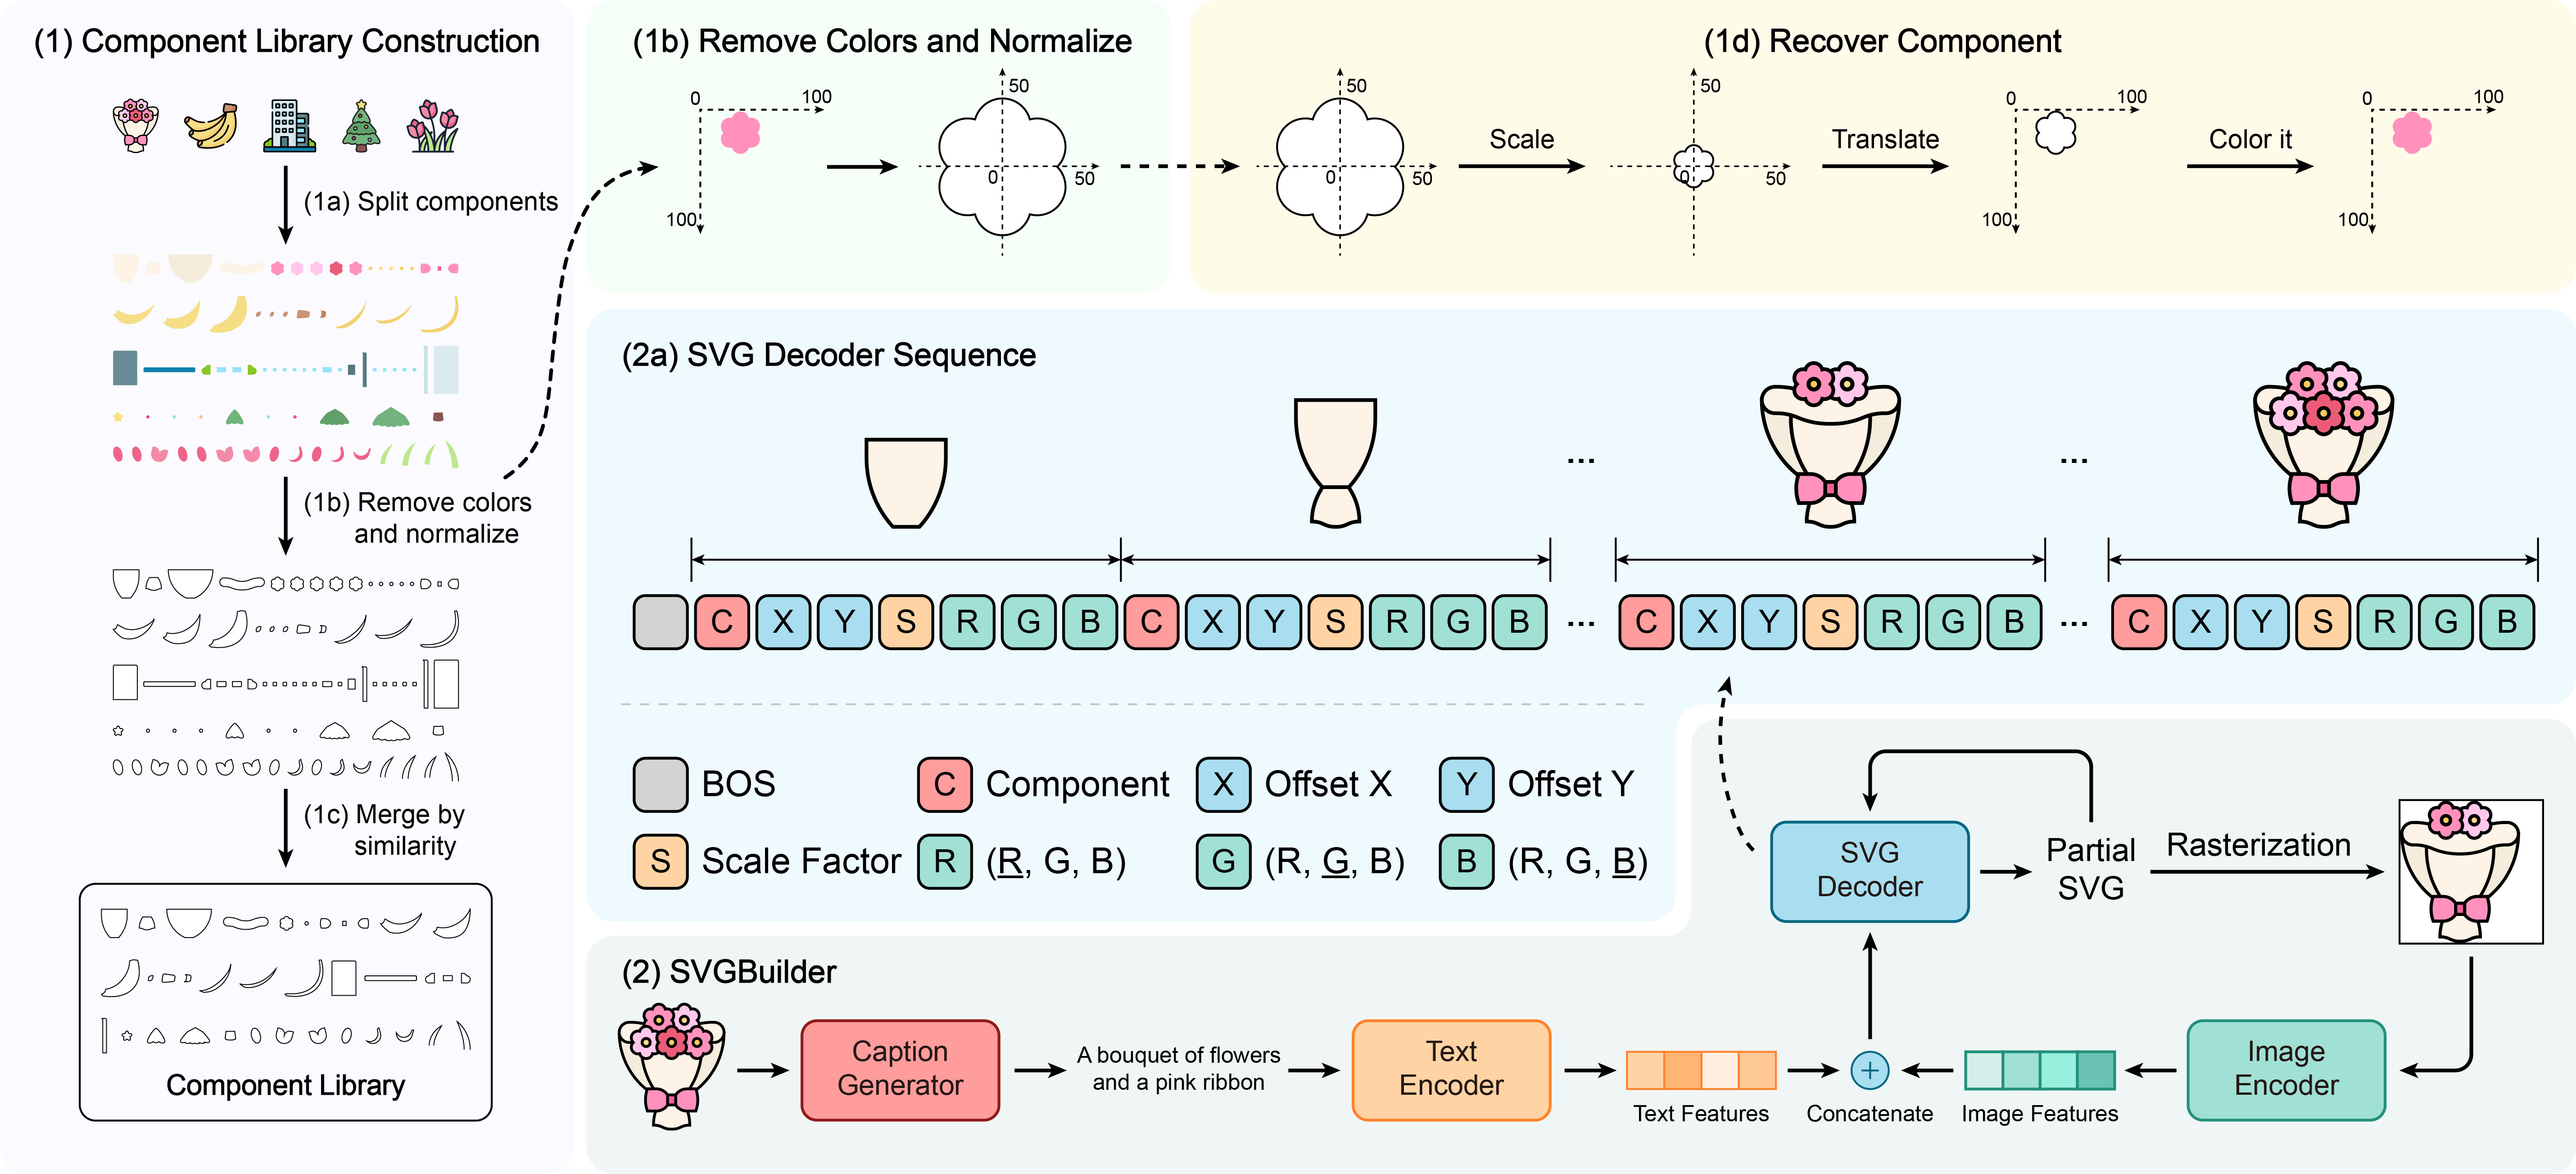 (1) Component Library Construction
(1a) Split components
(1b) Remove colors
and normalize
(1c) Merge by
similarity
Component Library
(1b) Remove Colors and Normalize
0
100
100
50
0
50
(1d) Recover Component
50
0
50
Scale
50
0
50
Translate
0
100
100
Color it
0
100
100
(2a) SVG Decoder Sequence
...
...
C X Y S R G B C X Y S R G B ... C X Y S R G B ... C X Y S R G B
BOS
C Component
X Offset X
Y Offset Y
S Scale Factor
R (R, G, B)
G (R, G, B)
B (R, G, B)
SVG
Decoder
Partial
SVG
Rasterization
(2) SVGBuilder
Caption
Generator
A bouquet of flowers
and a pink ribbon
Text
Encoder
Text Features
+
Concatenate
Image Features
Image
Encoder